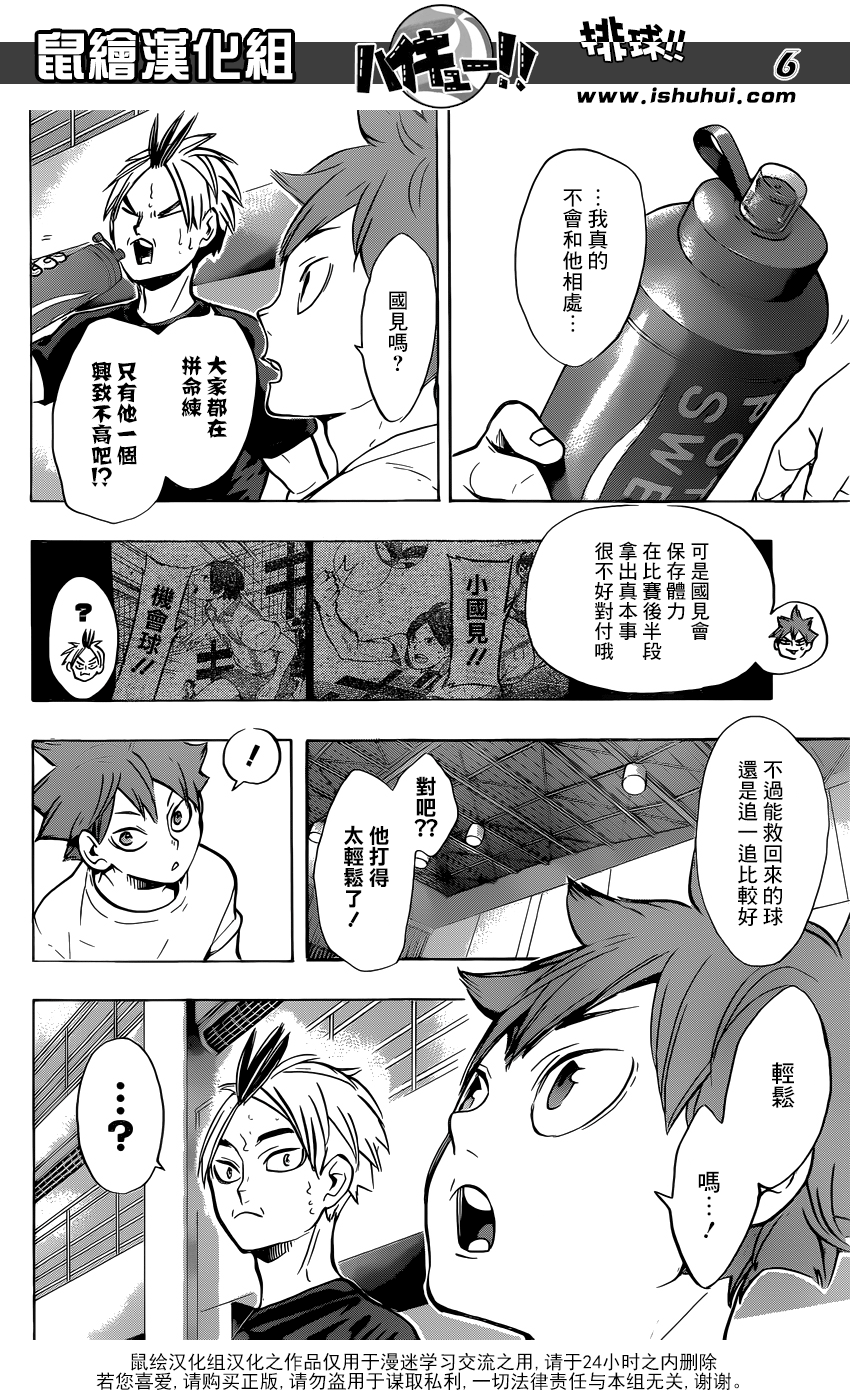 鼠繪漢化組
ハイキュー!!
排球!!
6
www.ishuhui.com
…我真的
不會和他相處…
POT
SWE
國見嗎?
大家都在
拼命練
只有他一個
興致不高吧!?
可是國見會
保存體力
在比賽後半段
拿出真本事
很不好對付哦
小國見!!
機會球!!
?
不過能救回來的球
還是追一追比較好
對吧??
他打得
太輕鬆了!
!
輕鬆
嗎…!
…?
鼠绘汉化组汉化之作品仅用于漫迷学习交流之用, 请于24小时之内删除
若您喜爱, 请购买正版, 请勿盗用于谋取私利, 一切法律责任与本组无关, 谢谢。